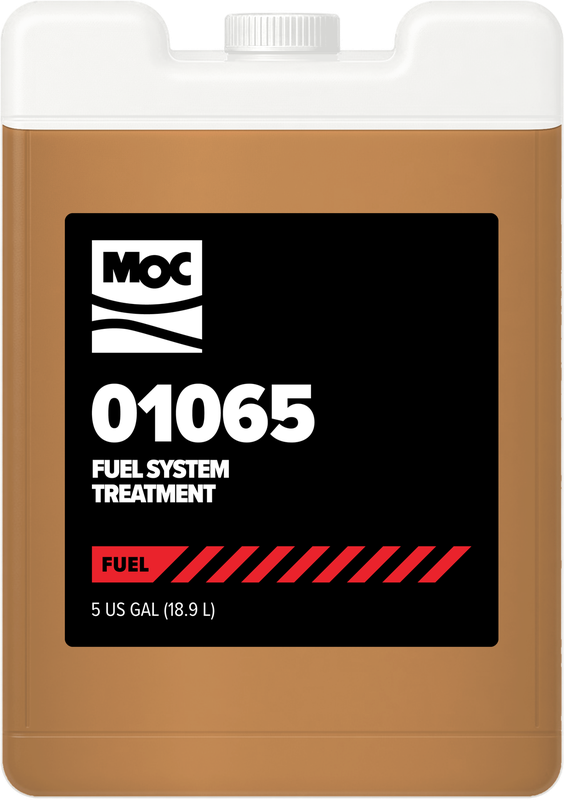 MOC
01065
FUEL SYSTEM
TREATMENT
FUEL
5 US GAL (18.9 L)